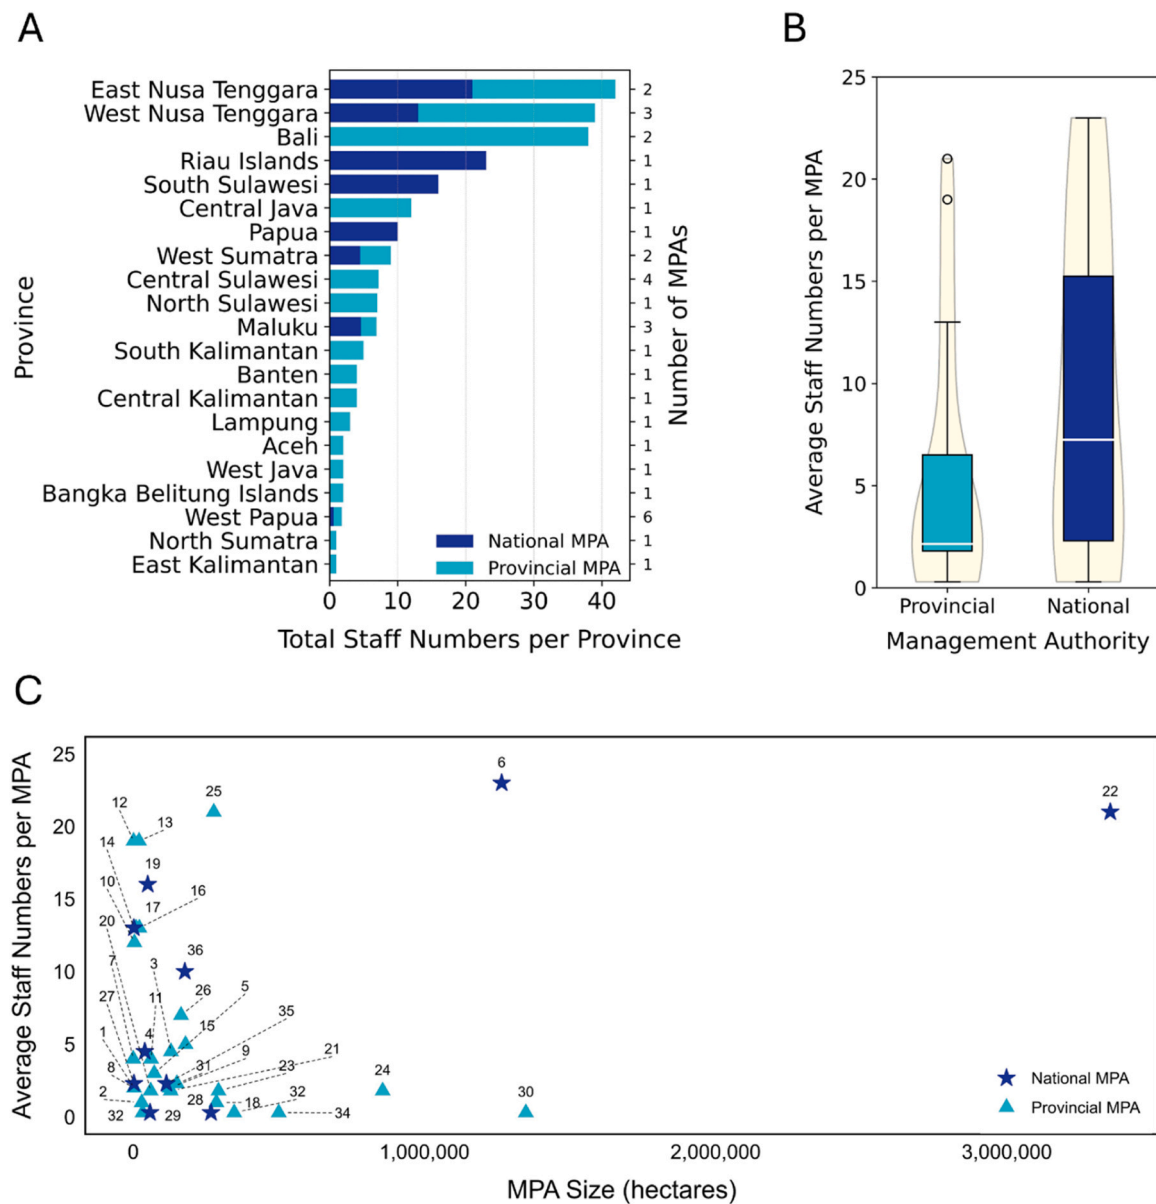 A
East Nusa Tenggara 2
West Nusa Tenggara 3
Bali 2
Riau Islands 1
South Sulawesi 1
Central Java 1
Papua 1
West Sumatra 2
Central Sulawesi 4
North Sulawesi 1
Maluku 3
South Kalimantan 1
Banten 1
Central Kalimantan 1
Lampung 1
Aceh 1
West Java 1
Bangka Belitung Islands 1
West Papua 6
North Sumatra 1
East Kalimantan 1
Province
Number of MPAs
National MPA
Provincial MPA
0 10 20 30 40
Total Staff Numbers per Province
B
25
20
15
10
5
0
Average Staff Numbers per MPA
Provincial National
Management Authority
C
Average Staff Numbers per MPA
25
20
15
10
5
0
6
22
25
12
13
14
19
10
16
17
20
36
7
3
26
5
27
11
35
15
1
4
9
21
8
31
23
24
2
28
18
32
30
32
29
34
National MPA
Provincial MPA
0 1,000,000 2,000,000 3,000,000
MPA Size (hectares)